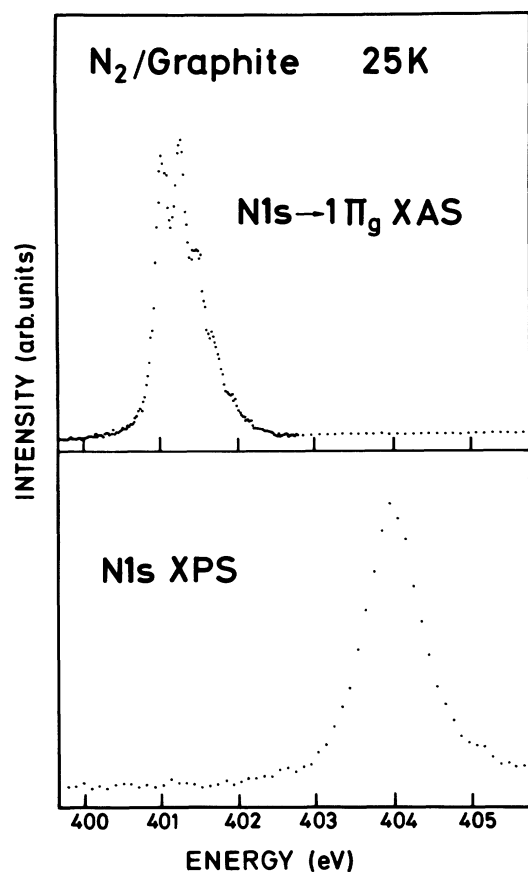 N₂/Graphite 25K
N1s→1πg XAS
INTENSITY (arb. units)
N1s XPS
400 401 402 403 404 405
ENERGY (eV)